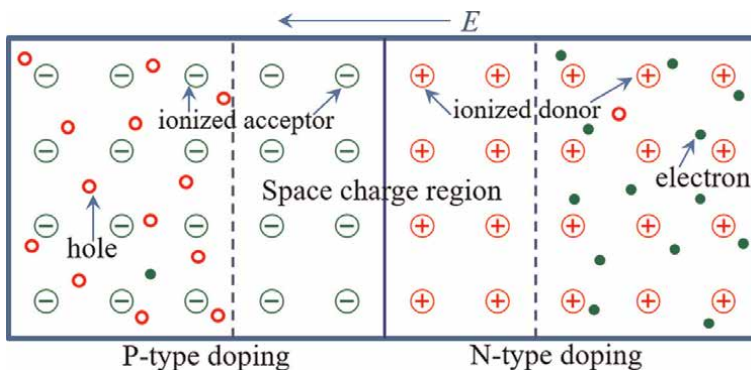 E
ionized acceptor
ionized donor
electron
Space charge region
hole
P-type doping
N-type doping